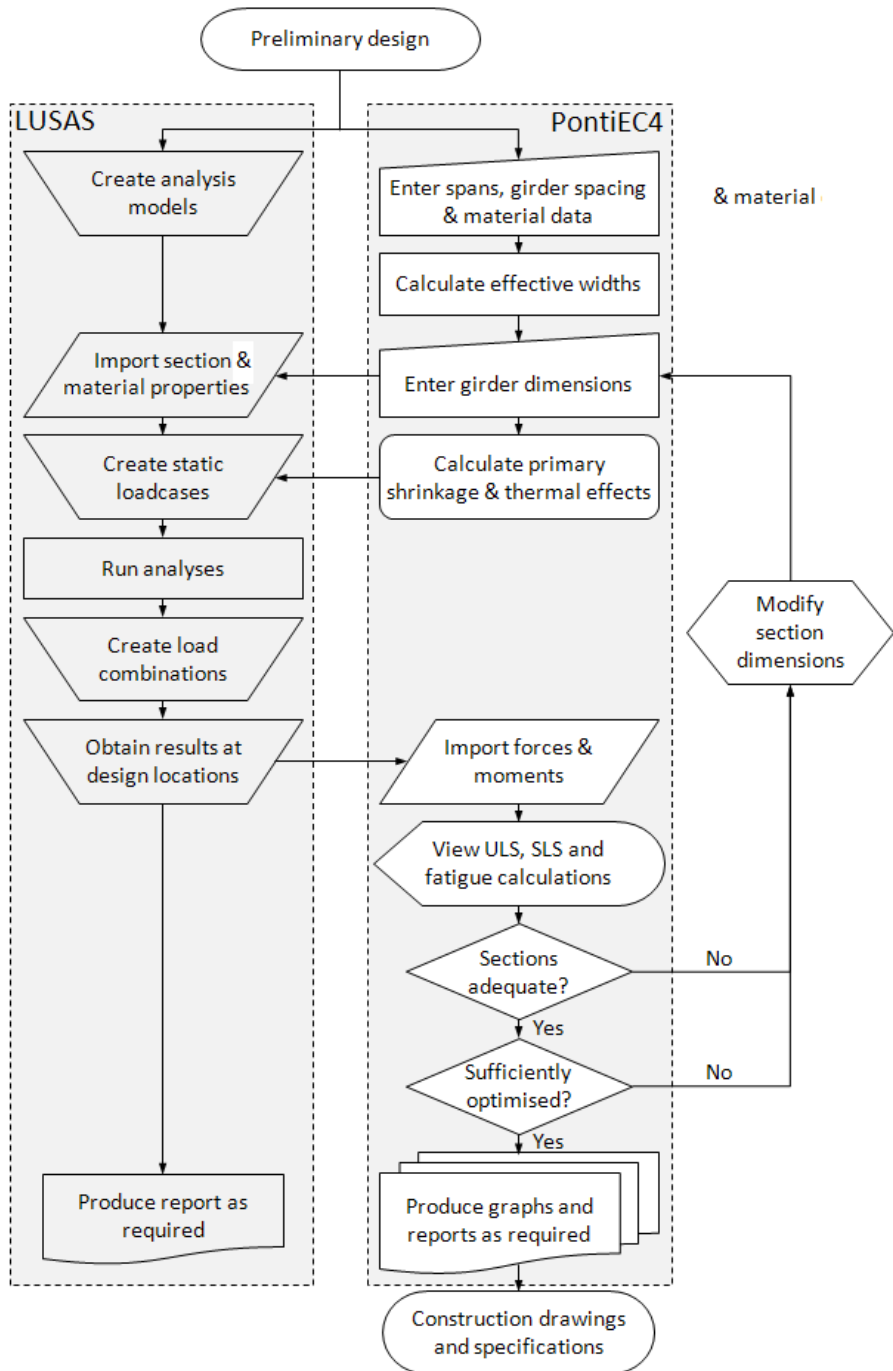 Preliminary design
LUSAS
Create analysis
models
Import section &
material properties
Create static
loadcases
Run analyses
Create load
combinations
Obtain results at
design locations
Produce report as
required
PontiEC4
Enter spans, girder spacing
& material data
Calculate effective widths
Enter girder dimensions
Calculate primary
shrinkage & thermal effects
Import forces &
moments
View ULS, SLS and
fatigue calculations
Sections
adequate?
No
Yes
Sufficiently
optimised?
No
Yes
Produce graphs and
reports as required
Construction drawings
and specifications
& material
Modify
section
dimensions